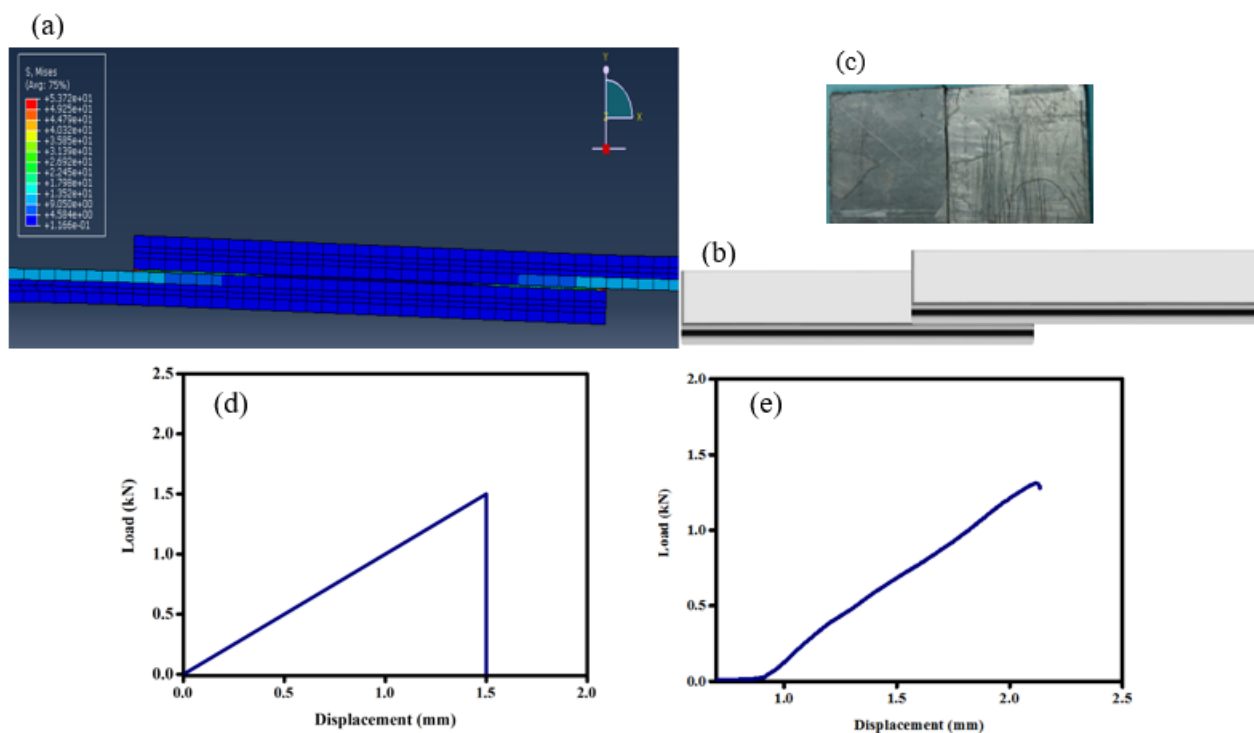 (a)
S, Mises
(Avg: 75%)
+5.372e+01
+4.925e+01
+4.479e+01
+4.032e+01
+3.585e+01
+3.139e+01
+2.692e+01
+2.245e+01
+1.798e+01
+1.352e+01
+9.050e+00
+4.584e+00
+1.166e-01
Y
Z
X
(c)
(b)
(d)
2.5
2.0
1.5
1.0
0.5
0.0
Load (kN)
0.0 0.5 1.0 1.5 2.0
Displacement (mm)
(e)
2.0
1.5
1.0
0.5
0.0
Load (kN)
1.0 1.5 2.0 2.5
Displacement (mm)